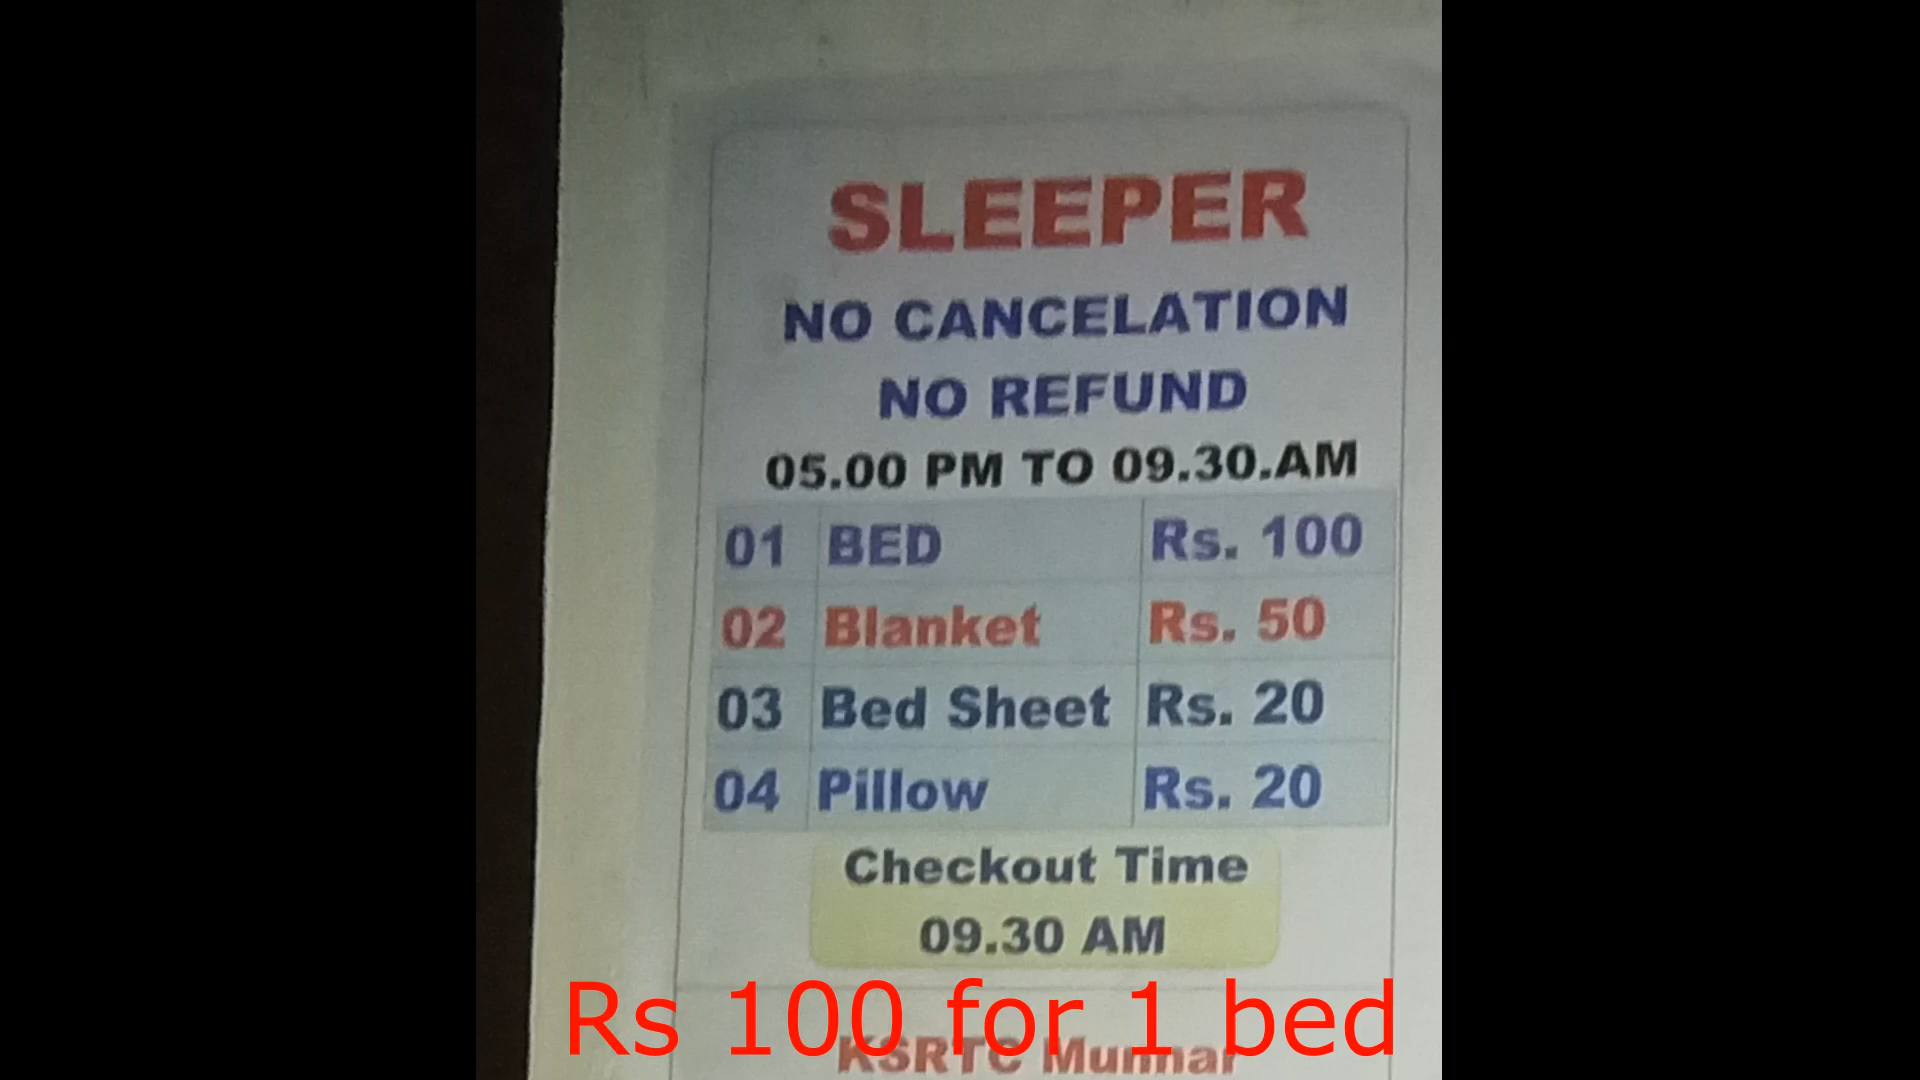 SLEEPER
NO CANCELATION
NO REFUND
05.00 PM TO 09.30.AM
01 BED Rs. 100
02 Blanket Rs. 50
03 Bed Sheet Rs. 20
04 Pillow Rs. 20
Checkout Time
09.30 AM
Rs 100 for 1 bed
KSRTC Munnar